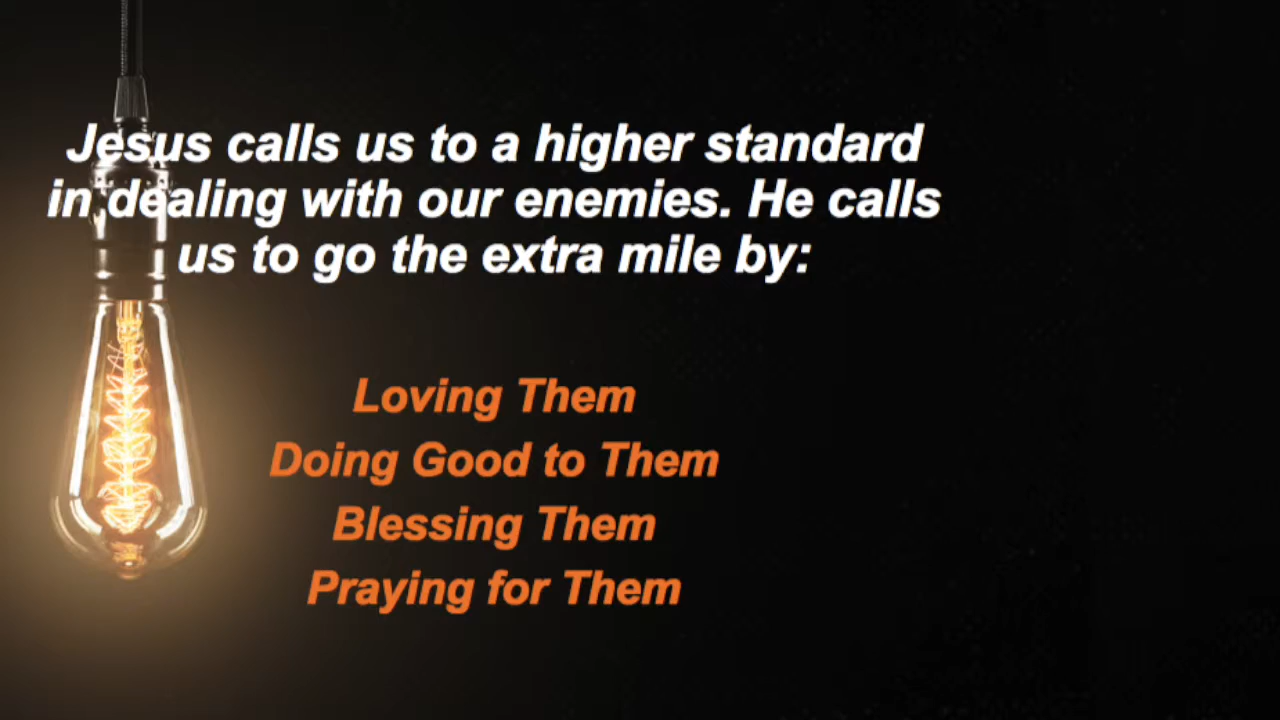 Jesus calls us to a higher standard
in dealing with our enemies. He calls
us to go the extra mile by:
Loving Them
Doing Good to Them
Blessing Them
Praying for Them